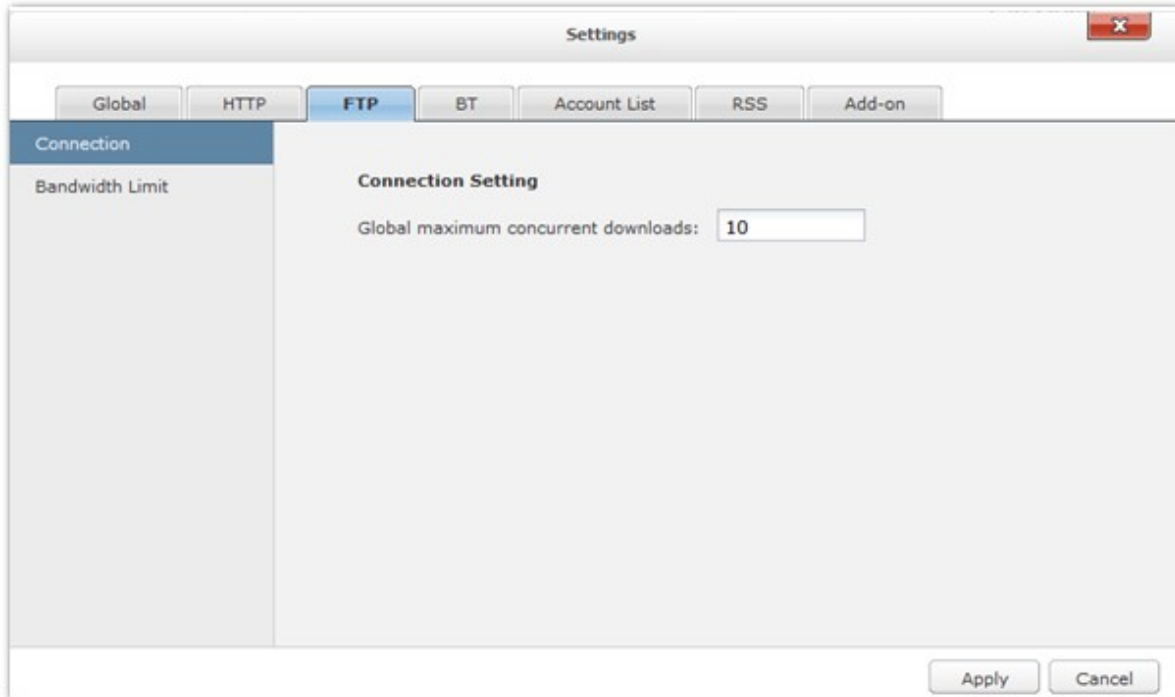 Settings
Global HTTP FTP BT Account List RSS Add-on
Connection
Bandwidth Limit
Connection Setting
Global maximum concurrent downloads: 10
Apply Cancel